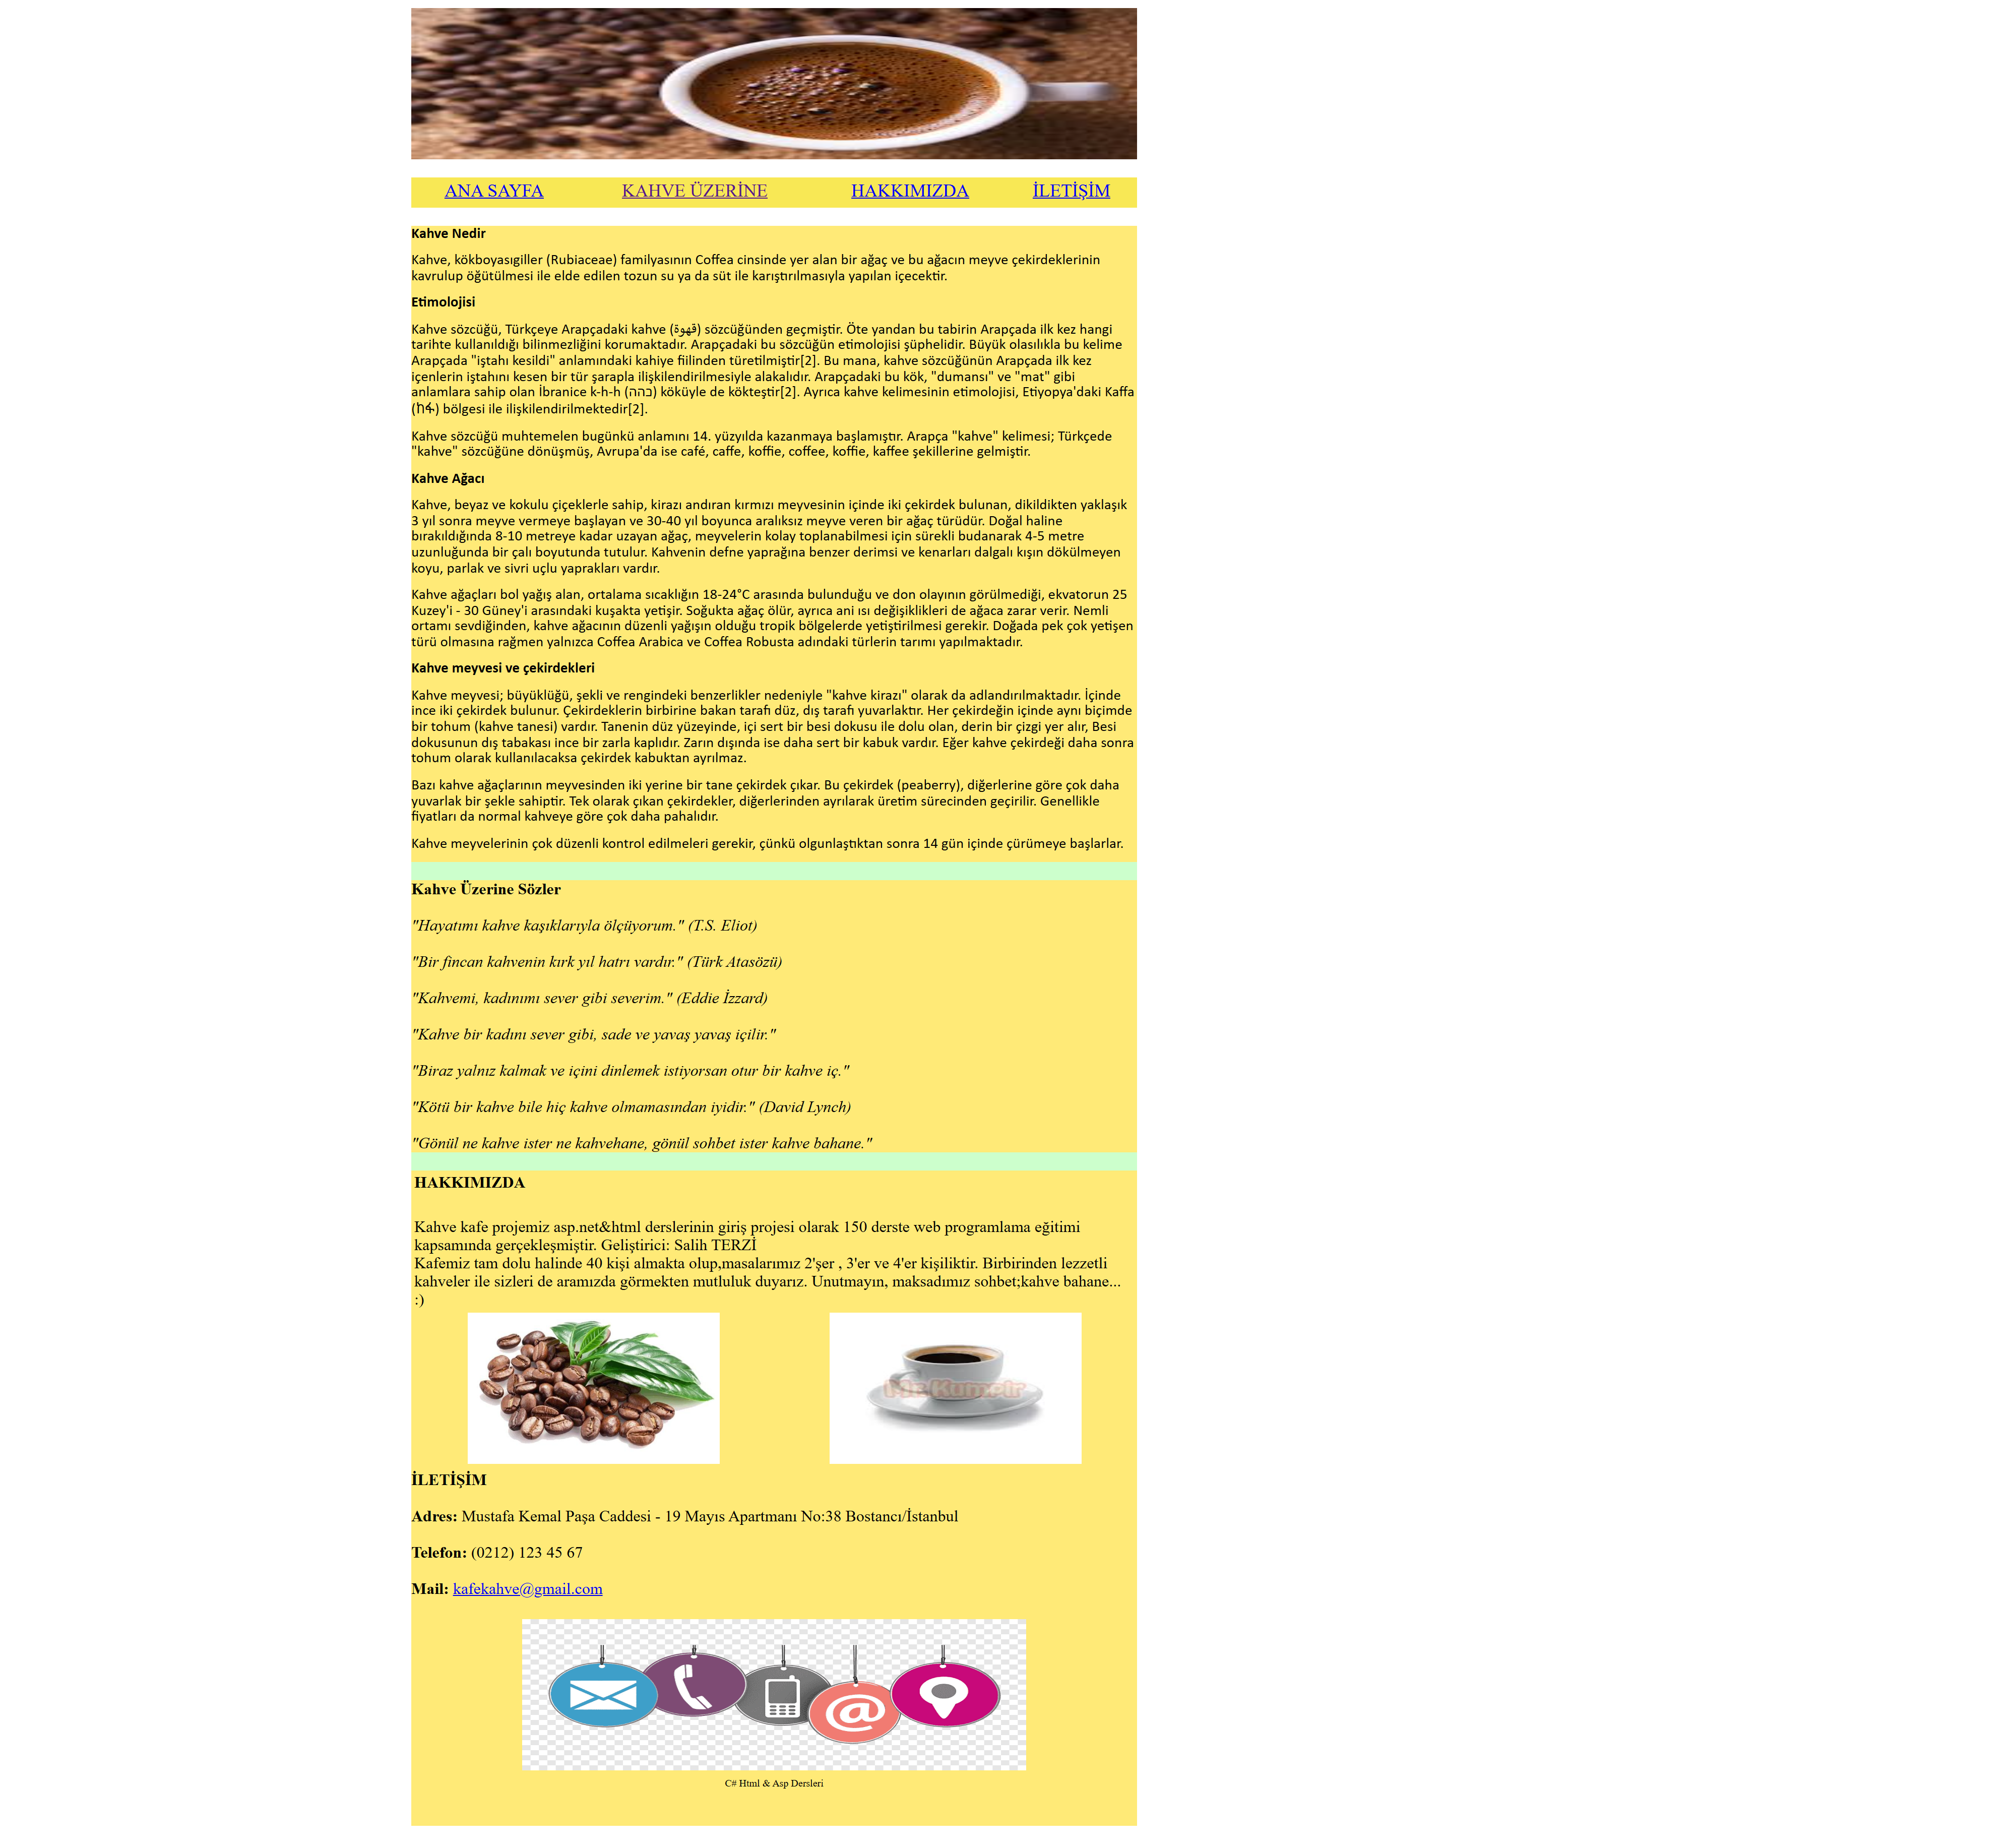 ANA SAYFA KAHVE ÜZERİNE HAKKIMIZDA İLETİŞİM
Kahve Nedir
Kahve, kökboyasıgiller (Rubiaceae) familyasının Coffea cinsinde yer alan bir ağaç ve bu ağacın meyve çekirdeklerinin
kavrulup öğütülmesi ile elde edilen tozun su ya da süt ile karıştırılmasıyla yapılan içecektir.
Etimolojisi
Kahve sözcüğü, Türkçeye Arapçadaki kahve (قهوة) sözcüğünden geçmiştir. Öte yandan bu tabirin Arapçada ilk kez hangi
tarihte kullanıldığı bilinmezliğini korumaktadır. Arapçadaki bu sözcüğün etimolojisi şüphelidir. Büyük olasılıkla bu kelime
Arapçada "iştahı kesildi" anlamındaki kahiye fiilinden türetilmiştir[2]. Bu mana, kahve sözcüğünün Arapçada ilk kez
içenlerin iştahını kesen bir tür şarapla ilişkilendirilmesiyle alakalıdır. Arapçadaki bu kök, "dumansı" ve "mat" gibi
anlamlara sahip olan İbranice k-h-h (כהה) köküyle de kökteştir[2]. Ayrıca kahve kelimesinin etimolojisi, Etiyopya'daki Kaffa
(ከፋ) bölgesi ile ilişkilendirilmektedir[2].
Kahve sözcüğü muhtemelen bugünkü anlamını 14. yüzyılda kazanmaya başlamıştır. Arapça "kahve" kelimesi; Türkçede
"kahve" sözcüğüne dönüşmüş, Avrupa'da ise café, caffe, koffie, coffee, koffie, kaffee şekillerine gelmiştir.
Kahve Ağacı
Kahve, beyaz ve kokulu çiçeklerle sahip, kirazı andıran kırmızı meyvesinin içinde iki çekirdek bulunan, dikildikten yaklaşık
3 yıl sonra meyve vermeye başlayan ve 30-40 yıl boyunca aralıksız meyve veren bir ağaç türüdür. Doğal haline
bırakıldığında 8-10 metreye kadar uzayan ağaç, meyvelerin kolay toplanabilmesi için sürekli budanarak 4-5 metre
uzunluğunda bir çalı boyutunda tutulur. Kahvenin defne yaprağına benzer derimsi ve kenarları dalgalı kışın dökülmeyen
koyu, parlak ve sivri uçlu yaprakları vardır.
Kahve ağaçları bol yağış alan, ortalama sıcaklığın 18-24°C arasında bulunduğu ve don olayının görülmediği, ekvatorun 25
Kuzey'i - 30 Güney'i arasındaki kuşakta yetişir. Soğukta ağaç ölür, ayrıca ani ısı değişiklikleri de ağaca zarar verir. Nemli
ortamı sevdiğinden, kahve ağacının düzenli yağışın olduğu tropik bölgelerde yetiştirilmesi gerekir. Doğada pek çok yetişen
türü olmasına rağmen yalnızca Coffea Arabica ve Coffea Robusta adındaki türlerin tarımı yapılmaktadır.
Kahve meyvesi ve çekirdekleri
Kahve meyvesi; büyüklüğü, şekli ve rengindeki benzerlikler nedeniyle "kahve kirazı" olarak da adlandırılmaktadır. İçinde
ince iki çekirdek bulunur. Çekirdeklerin birbirine bakan tarafı düz, dış tarafı yuvarlaktır. Her çekirdeğin içinde aynı biçimde
bir tohum (kahve tanesi) vardır. Tanenin düz yüzeyinde, içi sert bir besi dokusu ile dolu olan, derin bir çizgi yer alır, Besi
dokusunun dış tabakası ince bir zarla kaplıdır. Zarın dışında ise daha sert bir kabuk vardır. Eğer kahve çekirdeği daha sonra
tohum olarak kullanılacaksa çekirdek kabuktan ayrılmaz.
Bazı kahve ağaçlarının meyvesinden iki yerine bir tane çekirdek çıkar. Bu çekirdek (peaberry), diğerlerine göre çok daha
yuvarlak bir şekle sahiptir. Tek olarak çıkan çekirdekler, diğerlerinden ayrılarak üretim sürecinden geçirilir. Genellikle
fiyatları da normal kahveye göre çok daha pahalıdır.
Kahve meyvelerinin çok düzenli kontrol edilmeleri gerekir, çünkü olgunlaştıktan sonra 14 gün içinde çürümeye başlarlar.
Kahve Üzerine Sözler
"Hayatımı kahve kaşıklarıyla ölçüyorum." (T.S. Eliot)
"Bir fincan kahvenin kırk yıl hatrı vardır." (Türk Atasözü)
"Kahvemi, kadınımı sever gibi severim." (Eddie İzzard)
"Kahve bir kadını sever gibi, sade ve yavaş yavaş içilir."
"Biraz yalnız kalmak ve içini dinlemek istiyorsan otur bir kahve iç."
"Kötü bir kahve bile hiç kahve olmamasından iyidir." (David Lynch)
"Gönül ne kahve ister ne kahvehane, gönül sohbet ister kahve bahane."
HAKKIMIZDA
Kahve kafe projemiz asp.net&html derslerinin giriş projesi olarak 150 derste web programlama eğitimi
kapsamında gerçekleşmiştir. Geliştirici: Salih TERZİ
Kafemiz tam dolu halinde 40 kişi almakta olup,masalarımız 2'şer , 3'er ve 4'er kişiliktir. Birbirinden lezzetli
kahveler ile sizleri de aramızda görmekten mutluluk duyarız. Unutmayın, maksadımız sohbet;kahve bahane...
:)
Mr Kumpir
İLETİŞİM
Adres: Mustafa Kemal Paşa Caddesi - 19 Mayıs Apartmanı No:38 Bostancı/İstanbul
Telefon: (0212) 123 45 67
Mail: kafekahve@gmail.com
@
C# Html & Asp Dersleri